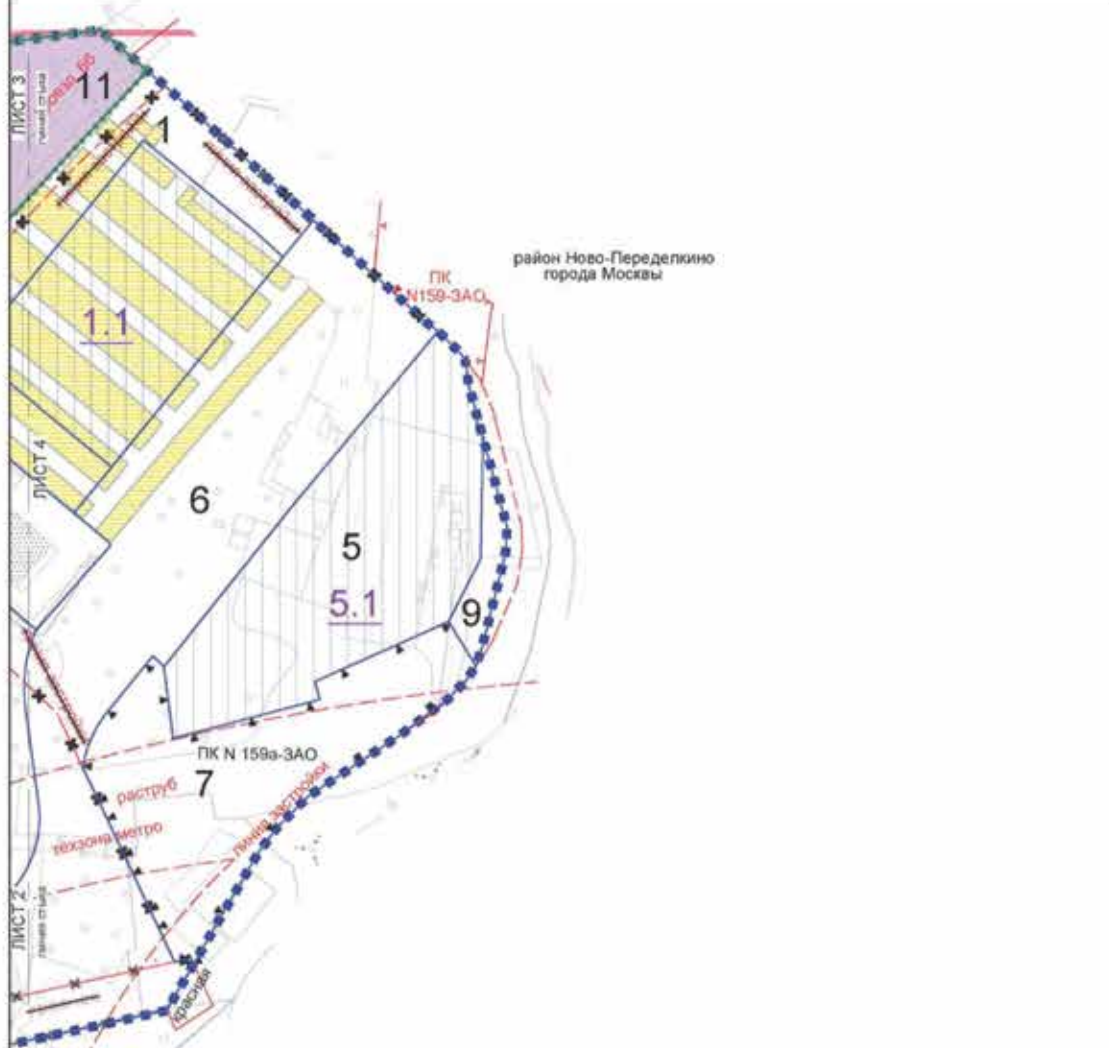 ЛИСТ 3
линия стыка
11
1
1.1
ПК
N159-ЗАО
район Ново-Переделкино
города Москвы
ЛИСТ 4
6
5
5.1
9
ПК N 159а-ЗАО
7
раструб
техзона метро
линия застройки
ЛИСТ 2
линия стыка
красная